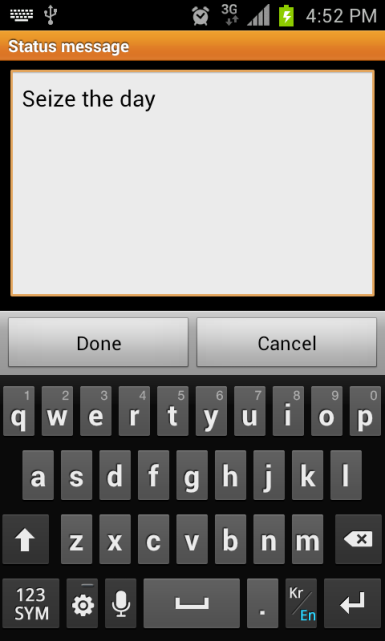 3G 4:52 PM
Status message
Seize the day
Done Cancel
1 2 3 4 5 6 7 8 9 0
q w e r t y u i o p
a s d f g h j k l
z x c v b n m
123 SYM . Kr/En